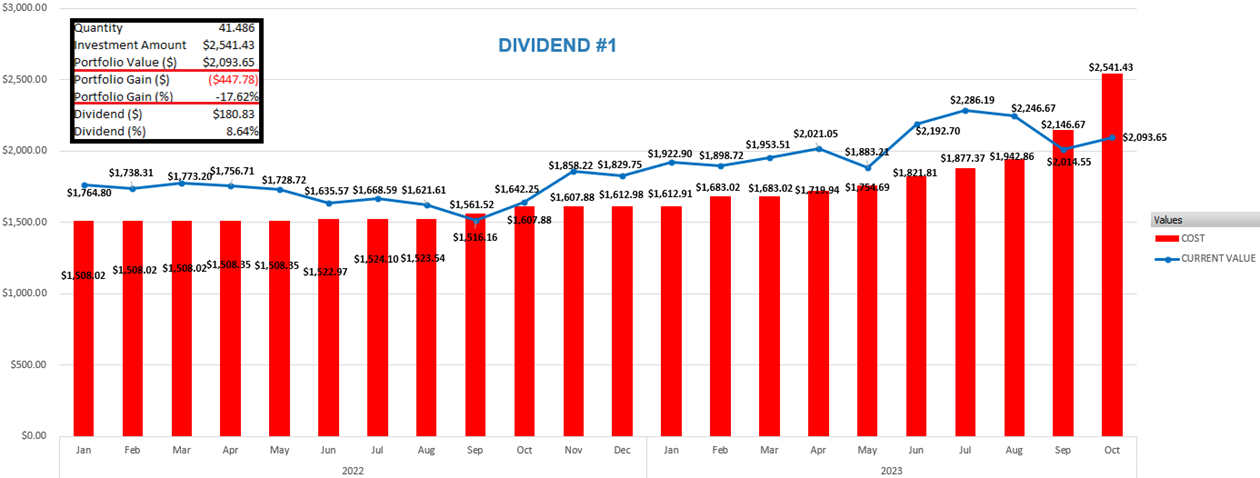 DIVIDEND #1
Quantity 41.486
Investment Amount $2,541.43
Portfolio Value ($) $2,093.65
Portfolio Gain ($) ($447.78)
Portfolio Gain (%) -17.62%
Dividend ($) $180.83
Dividend (%) 8.64%
$3,000.00
$2,500.00
$2,000.00
$1,500.00
$1,000.00
$500.00
$0.00
$1,764.80 $1,738.31 $1,773.20 $1,756.71 $1,728.72 $1,635.57 $1,668.59 $1,621.61 $1,516.16 $1,642.25 $1,858.22 $1,829.75 $1,922.90 $1,898.72 $1,953.51 $2,021.05 $1,883.21 $2,192.70 $2,286.19 $2,246.67 $2,014.55 $2,093.65
$1,508.02 $1,508.02 $1,508.02 $1,508.35 $1,508.35 $1,522.97 $1,524.10 $1,523.54 $1,561.52 $1,607.88 $1,607.88 $1,612.98 $1,612.91 $1,683.02 $1,683.02 $1,719.94 $1,754.69 $1,821.81 $1,877.37 $1,942.86 $2,146.67 $2,541.43
Jan Feb Mar Apr May Jun Jul Aug Sep Oct Nov Dec Jan Feb Mar Apr May Jun Jul Aug Sep Oct
2022 2023
Values
COST
CURRENT VALUE